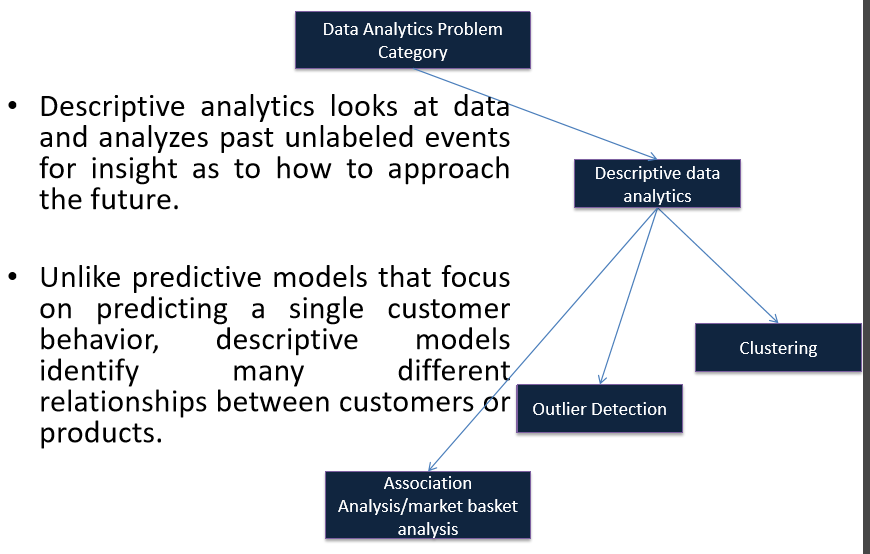 Data Analytics Problem
Category
• Descriptive analytics looks at data
and analyzes past unlabeled events
for insight as to how to approach
the future.
Descriptive data
analytics
• Unlike predictive models that focus
on predicting a single customer
behavior, descriptive models
identify many different
relationships between customers or
products.
Clustering
Outlier Detection
Association
Analysis/market basket
analysis